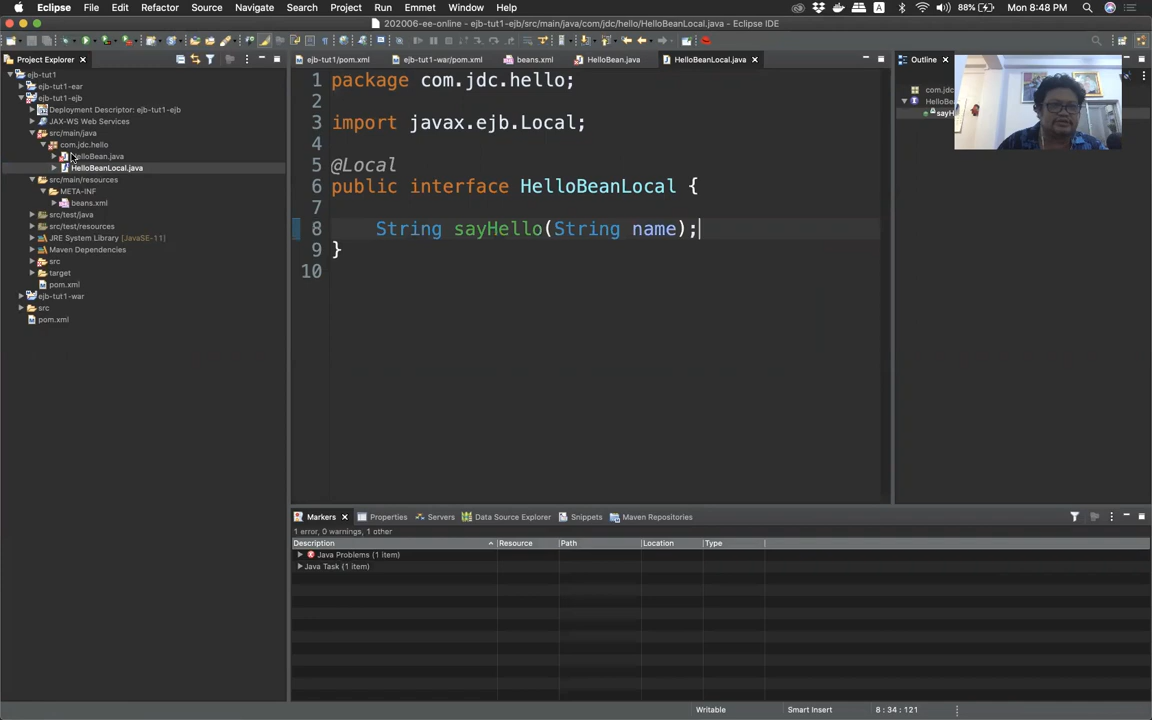 Eclipse File Edit Refactor Source Navigate Search Project Run Emmet Window Help 88% Mon 8:48 PM
202006-ee-online - ejb-tut1-ejb/src/main/java/com/jdc/hello/HelloBeanLocal.java - Eclipse IDE
Project Explorer
ejb-tut1
ejb-tut1-ear
ejb-tut1-ejb
Deployment Descriptor: ejb-tut1-ejb
JAX-WS Web Services
src/main/java
com.jdc.hello
HelloBean.java
HelloBeanLocal.java
src/main/resources
META-INF
beans.xml
src/test/java
src/test/resources
JRE System Library [JavaSE-11]
Maven Dependencies
src
target
pom.xml
ejb-tut1-war
src
pom.xml
ejb-tut1/pom.xml ejb-tut1-war/pom.xml beans.xml HelloBean.java HelloBeanLocal.java
1 package com.jdc.hello;
2
3 import javax.ejb.Local;
4
5 @Local
6 public interface HelloBeanLocal {
7
8 String sayHello(String name);
9 }
10
Outline
com.jd
HelloBe
sayH
Markers Properties Servers Data Source Explorer Snippets Maven Repositories
1 error, 0 warnings, 1 other
Description Resource Path Location Type
Java Problems (1 item)
Java Task (1 item)
Writable Smart Insert 8 : 34 : 121